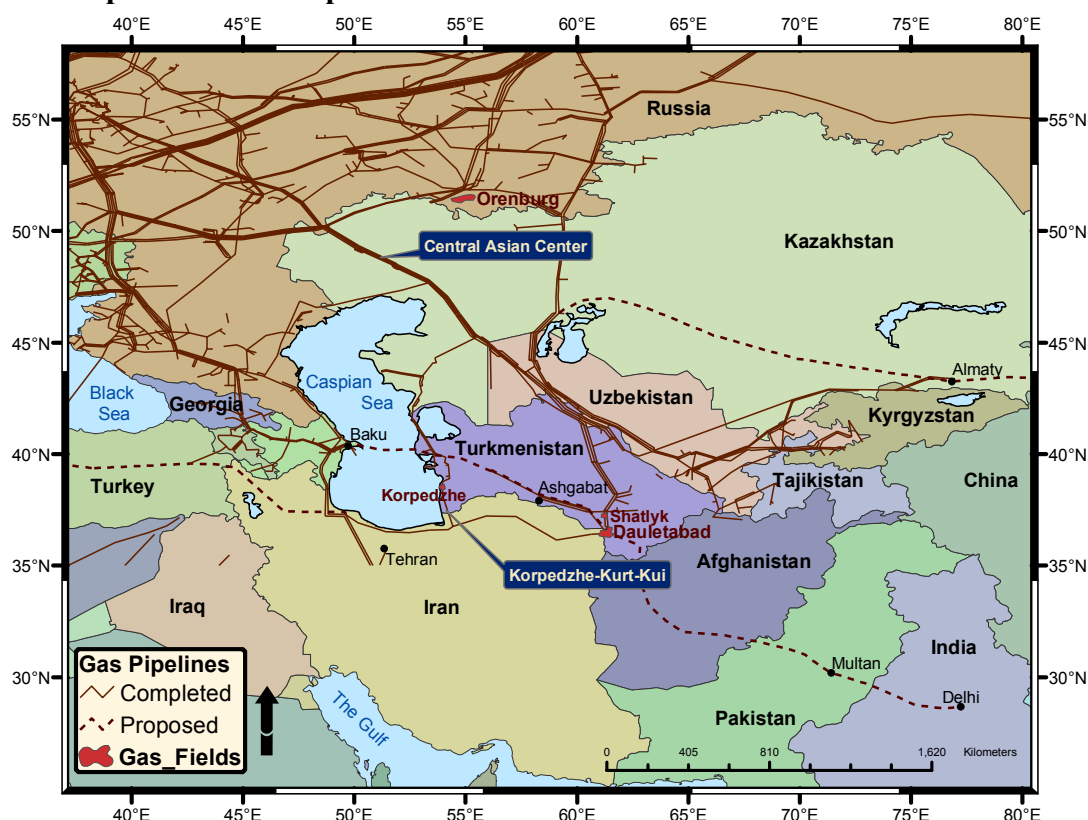 40°E 45°E 50°E 55°E 60°E 65°E 70°E 75°E 80°E
55°N
55°N
Russia
Orenburg
50°N
50°N
Central Asian Center
Kazakhstan
45°N
45°N
Almaty
Caspian
Sea
Black
Sea
Georgia
Uzbekistan
Kyrgyzstan
Baku
Turkmenistan
40°N
40°N
Turkey
Korpedzhe
Ashgabat
Tajikistan
China
Shatlyk
Dauletabad
Tehran
35°N
35°N
Afghanistan
Korpedzhe-Kurt-Kui
Iraq
Iran
India
Gas Pipelines
Completed
Proposed
Gas_Fields
Multan
30°N
30°N
Delhi
The Gulf
Pakistan
0 405 810 1,620 Kilometers
40°E 45°E 50°E 55°E 60°E 65°E 70°E 75°E 80°E